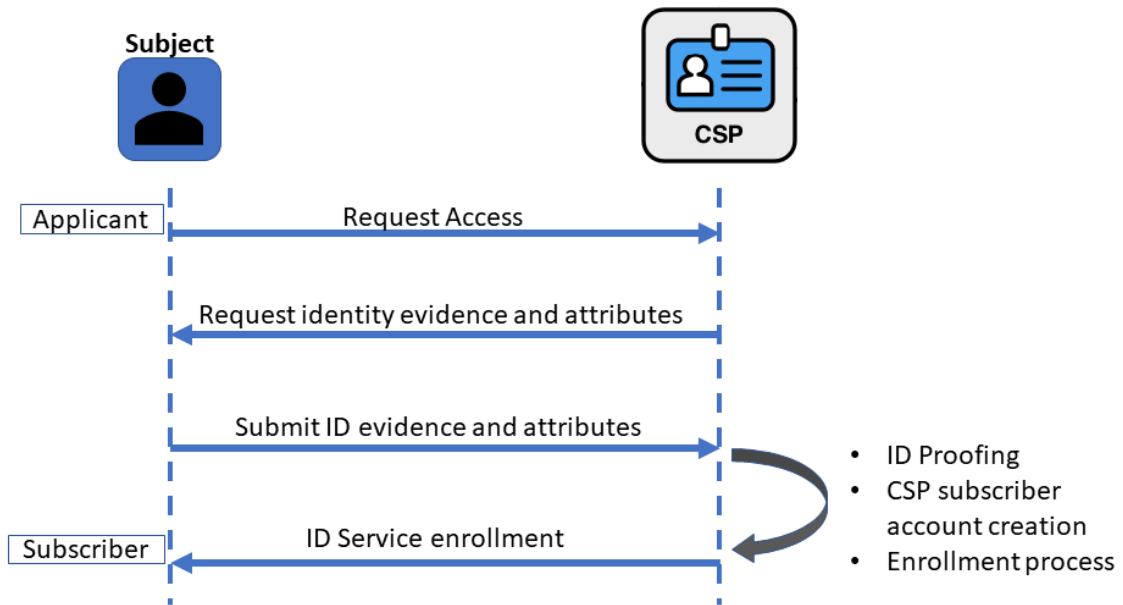 Subject
CSP
Applicant
Request Access
Request identity evidence and attributes
Submit ID evidence and attributes
• ID Proofing
• CSP subscriber
account creation
• Enrollment process
Subscriber
ID Service enrollment